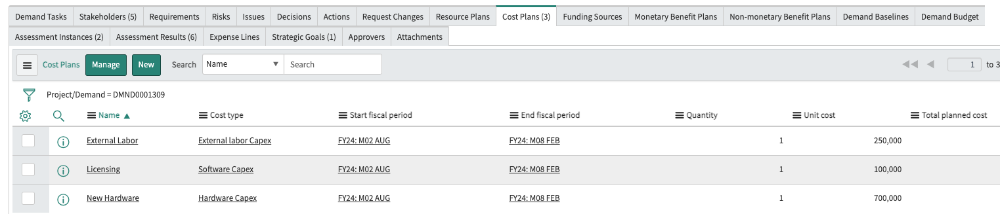 Demand Tasks Stakeholders (5) Requirements Risks Issues Decisions Actions Request Changes Resource Plans Cost Plans (3) Funding Sources Monetary Benefit Plans Non-monetary Benefit Plans Demand Baselines Demand Budget
Assessment Instances (2) Assessment Results (6) Expense Lines Strategic Goals (1) Approvers Attachments
Cost Plans Manage New Search Name Search 1 to 3
Project/Demand = DMND0001309
Name Cost type Start fiscal period End fiscal period Quantity Unit cost Total planned cost
External Labor External labor Capex FY24: M02 AUG FY24: M08 FEB 1 250,000
Licensing Software Capex FY24: M02 AUG FY24: M08 FEB 1 100,000
New Hardware Hardware Capex FY24: M02 AUG FY24: M08 FEB 1 700,000